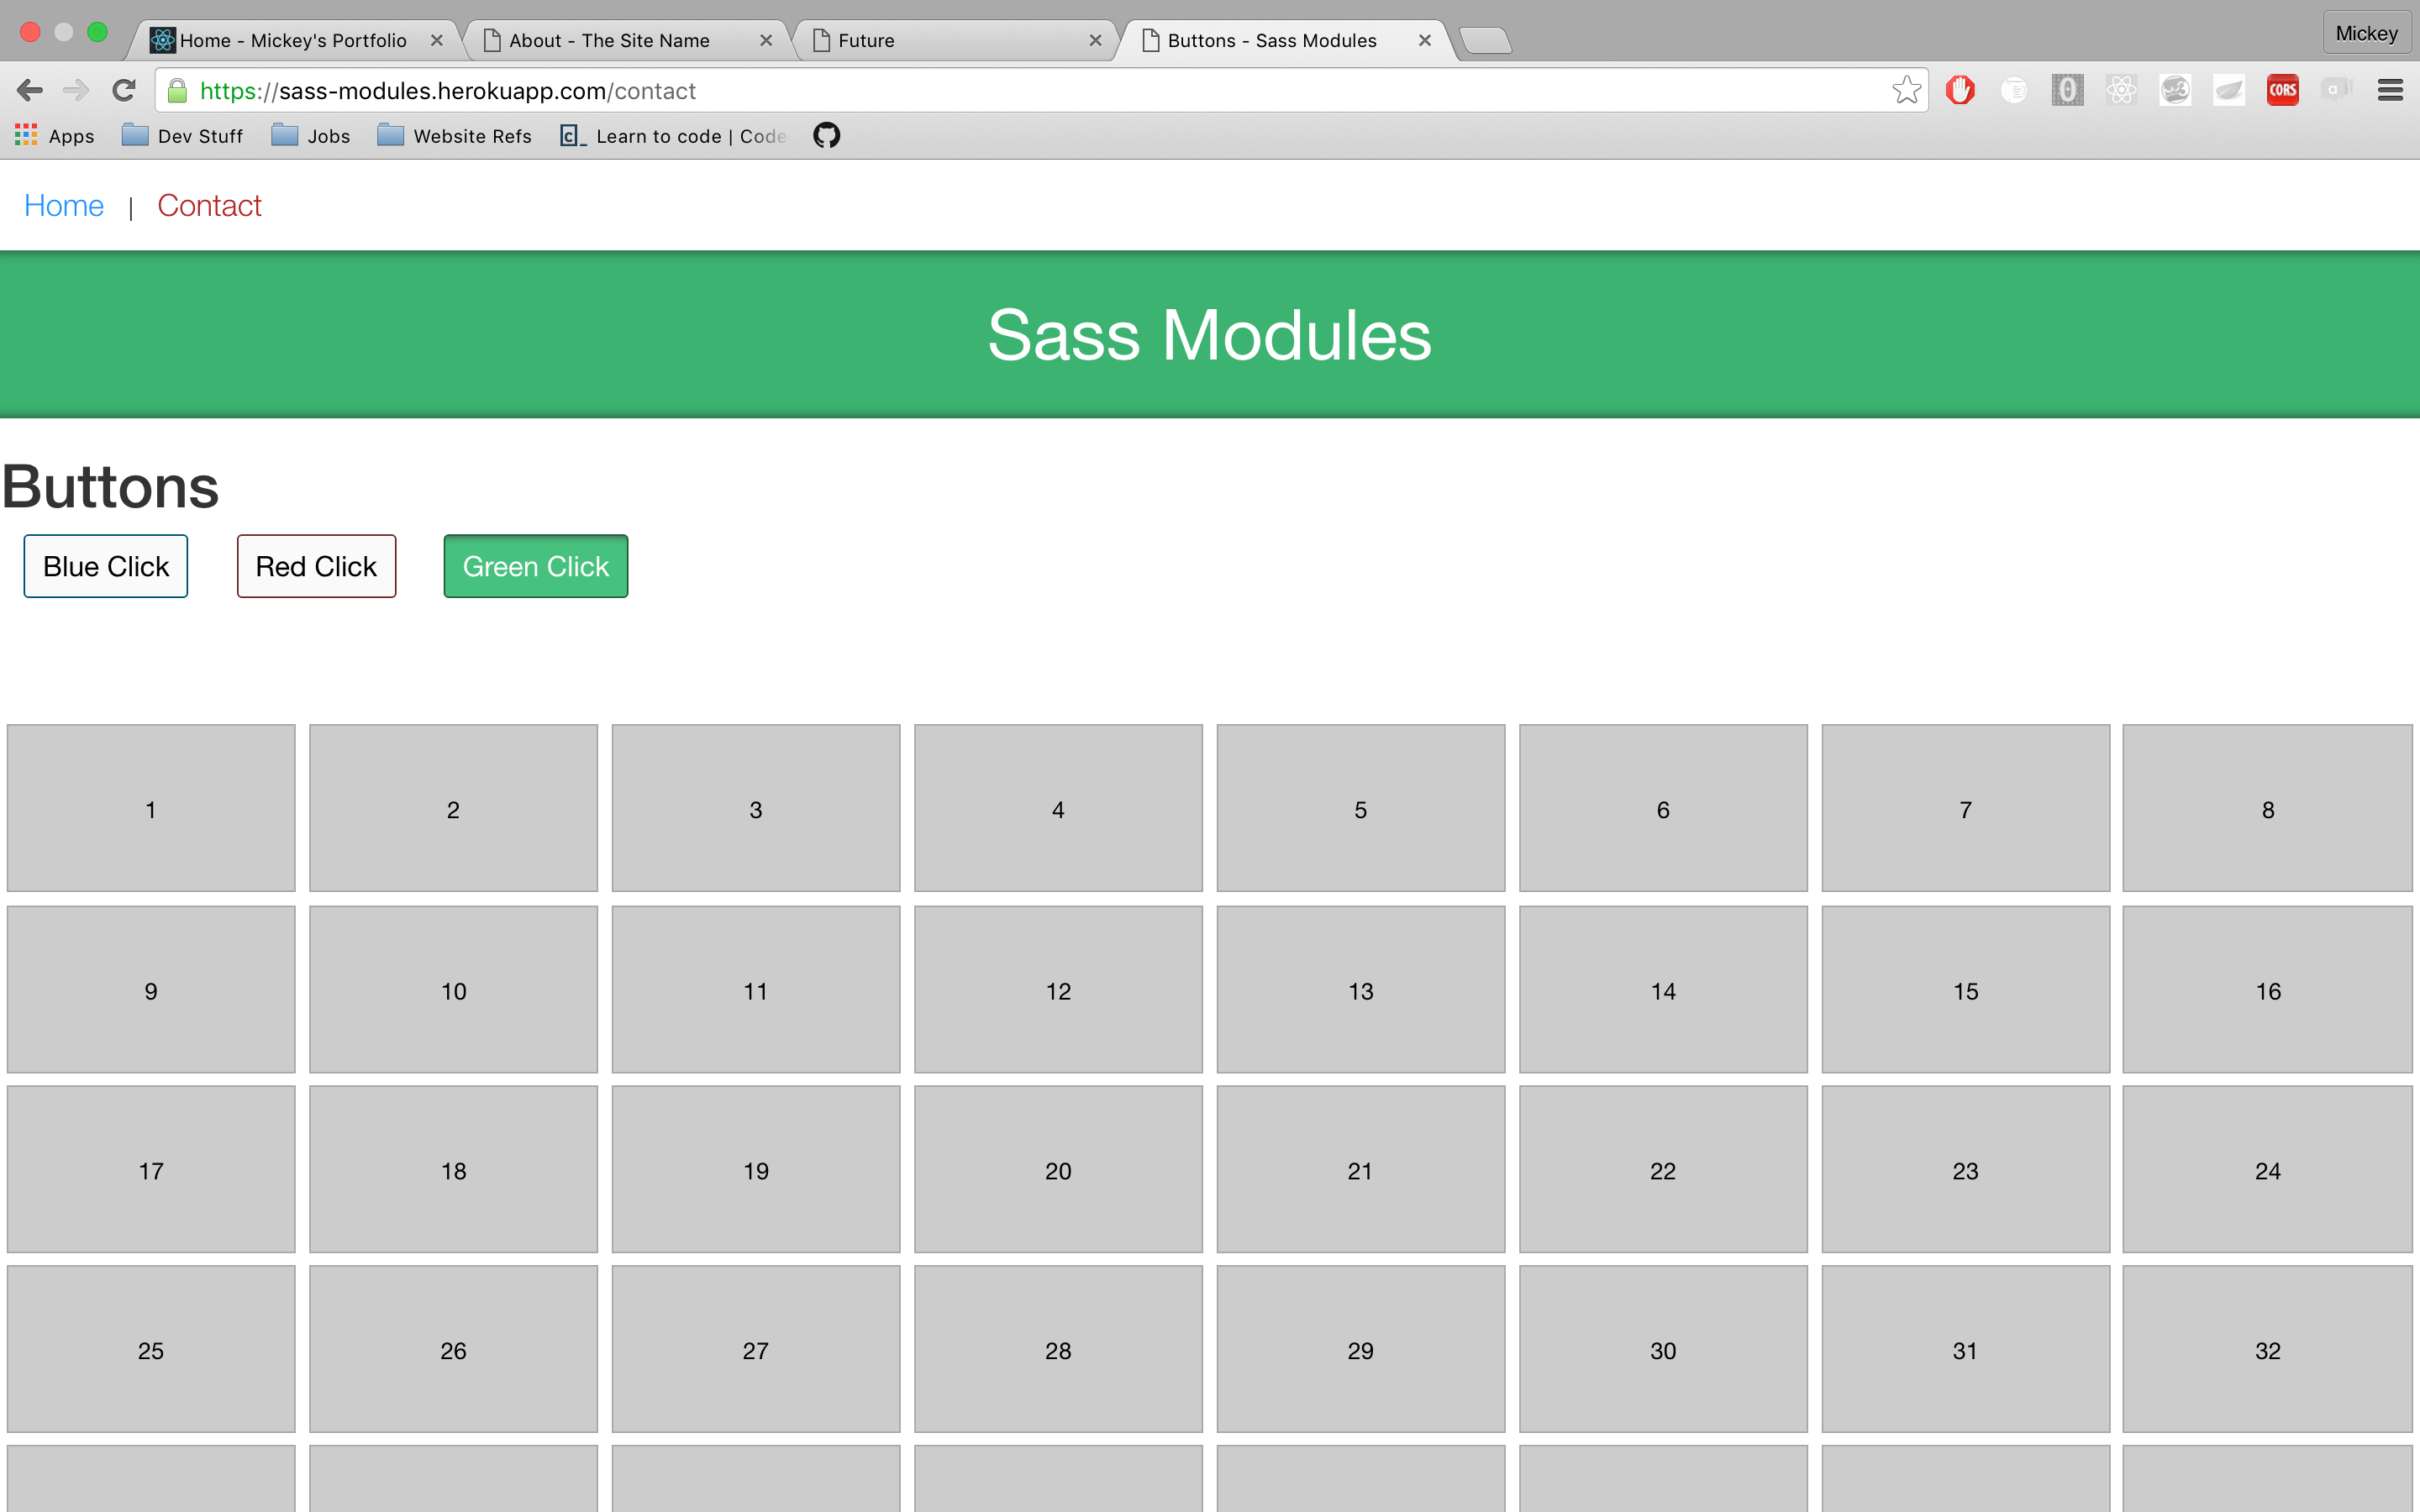 Home - Mickey's Portfolio About - The Site Name Future Buttons - Sass Modules Mickey
https://sass-modules.herokuapp.com/contact 0 CORS a
Apps Dev Stuff Jobs Website Refs C_ Learn to code | Code
Home | Contact
Sass Modules
Buttons
Blue Click Red Click Green Click
1 2 3 4 5 6 7 8
9 10 11 12 13 14 15 16
17 18 19 20 21 22 23 24
25 26 27 28 29 30 31 32